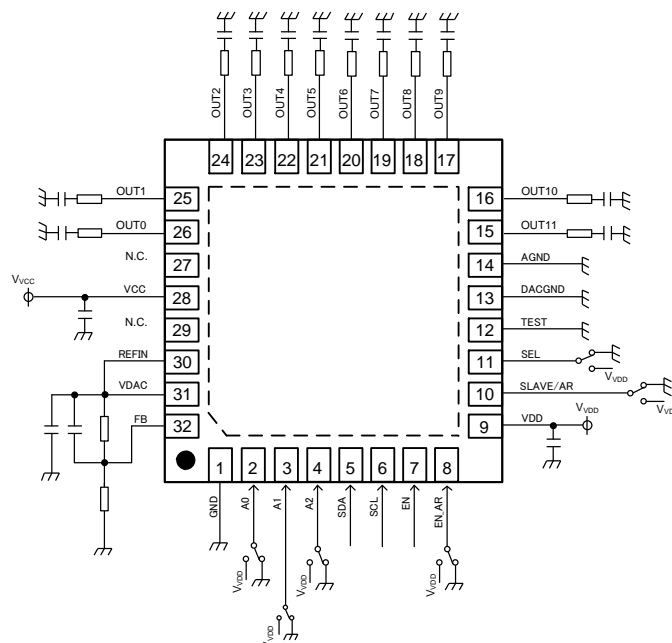 OUT2
OUT3
OUT4
OUT5
OUT6
OUT7
OUT8
OUT9
24
23
22
21
20
19
18
17
OUT1
25
16
OUT10
OUT0
26
15
OUT11
N.C.
27
14
AGND
VVCC
VCC
28
13
DACGND
N.C.
29
12
TEST
REFIN
30
11
SEL
VVDD
VDAC
31
10
SLAVE/AR
FB
32
9
VDD
VVDD
1
2
3
4
5
6
7
8
GND
A0
A1
A2
SDA
SCL
EN
EN_AR
VVDD
VVDD
VVDD